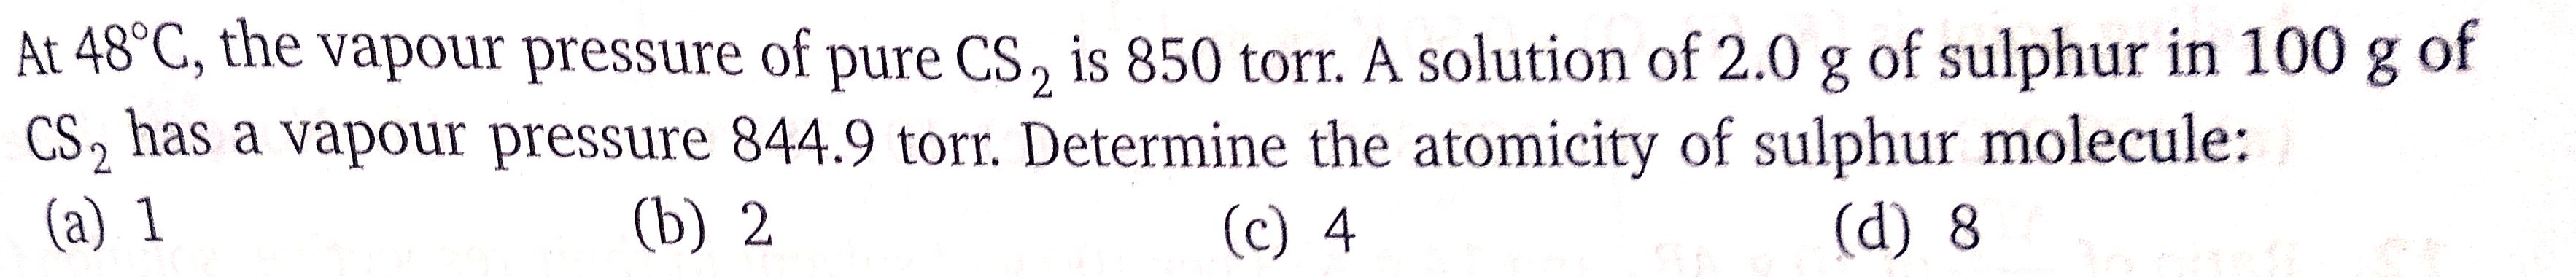 At 48°C, the vapour pressure of pure CS₂ is 850 torr. A solution of 2.0 g of sulphur in 100 g of
CS₂ has a vapour pressure 844.9 torr. Determine the atomicity of sulphur molecule:
(a) 1 (b) 2 (c) 4 (d) 8